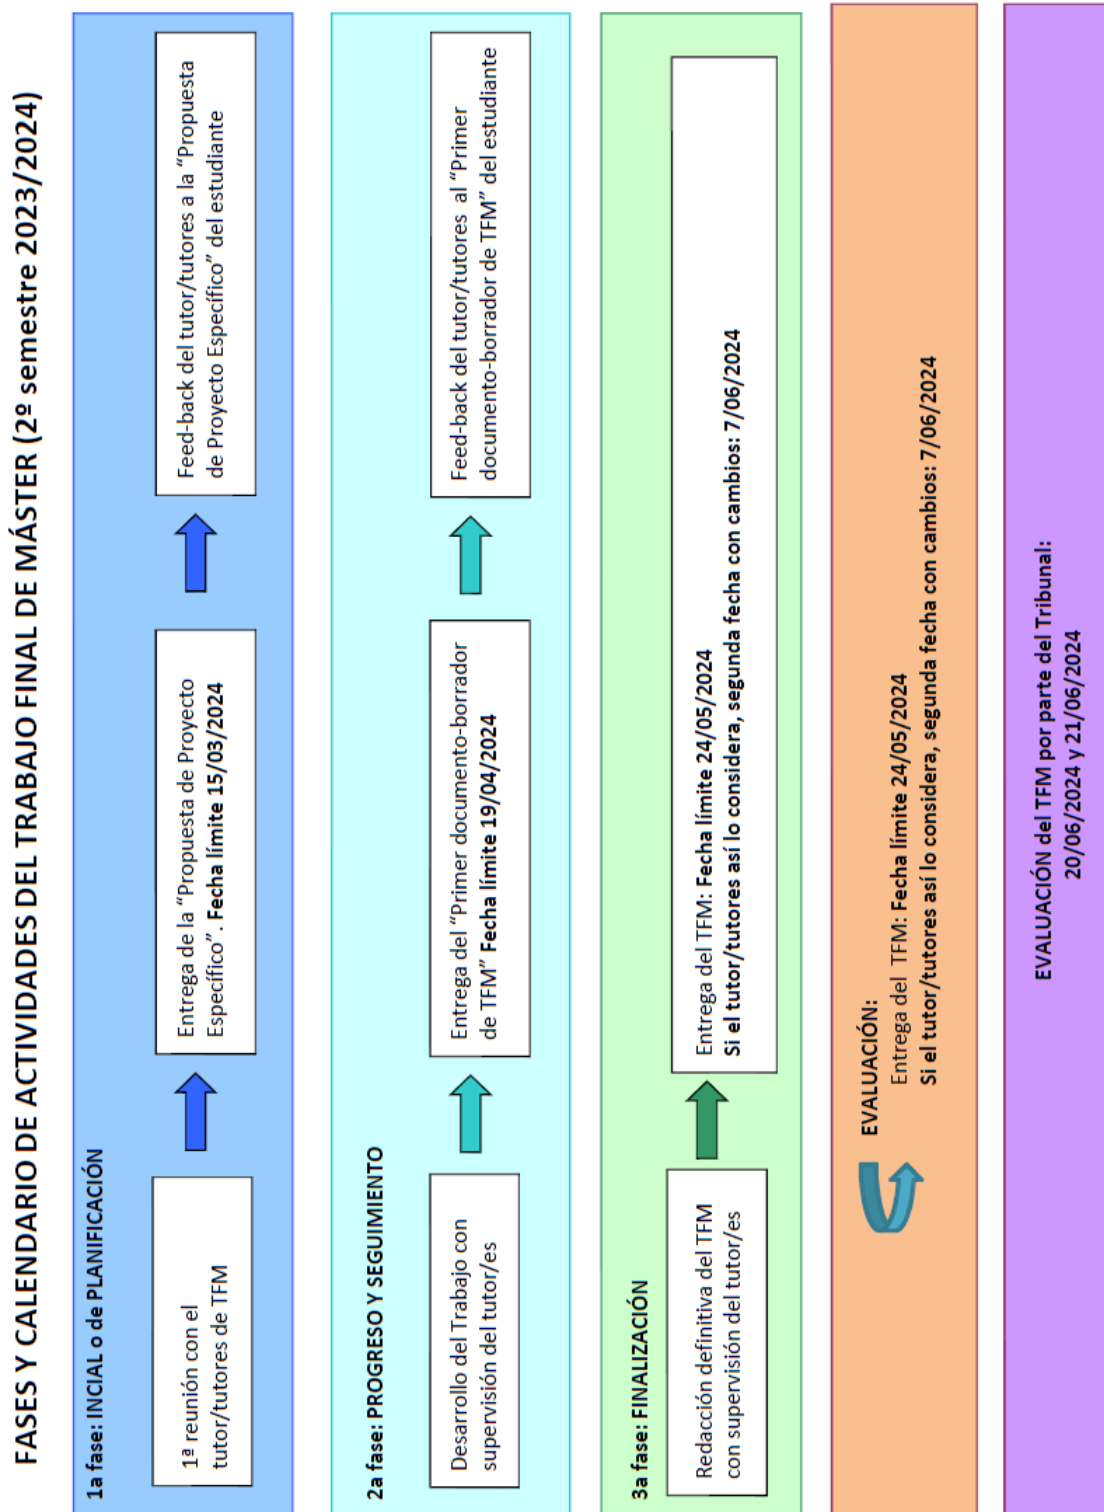 FASES Y CALENDARIO DE ACTIVIDADES DEL TRABAJO FINAL DE MÁSTER (2º semestre 2023/2024)
1a fase: INCIAL o de PLANIFICACIÓN
1ª reunión con el
tutor/tutores de TFM
Entrega de la “Propuesta de Proyecto
Específico”. Fecha límite 15/03/2024
Feed-back del tutor/tutores a la “Propuesta
de Proyecto Específico” del estudiante
2a fase: PROGRESO Y SEGUIMIENTO
Desarrollo del Trabajo con
supervisión del tutor/es
Entrega del “Primer documento-borrador
de TFM” Fecha límite 19/04/2024
Feed-back del tutor/tutores al “Primer
documento-borrador de TFM” del estudiante
3a fase: FINALIZACIÓN
Redacción definitiva del TFM
con supervisión del tutor/es
Entrega del TFM: Fecha límite 24/05/2024
Si el tutor/tutores así lo considera, segunda fecha con cambios: 7/06/2024
EVALUACIÓN:
Entrega del TFM: Fecha límite 24/05/2024
Si el tutor/tutores así lo considera, segunda fecha con cambios: 7/06/2024
EVALUACIÓN del TFM por parte del Tribunal:
20/06/2024 y 21/06/2024